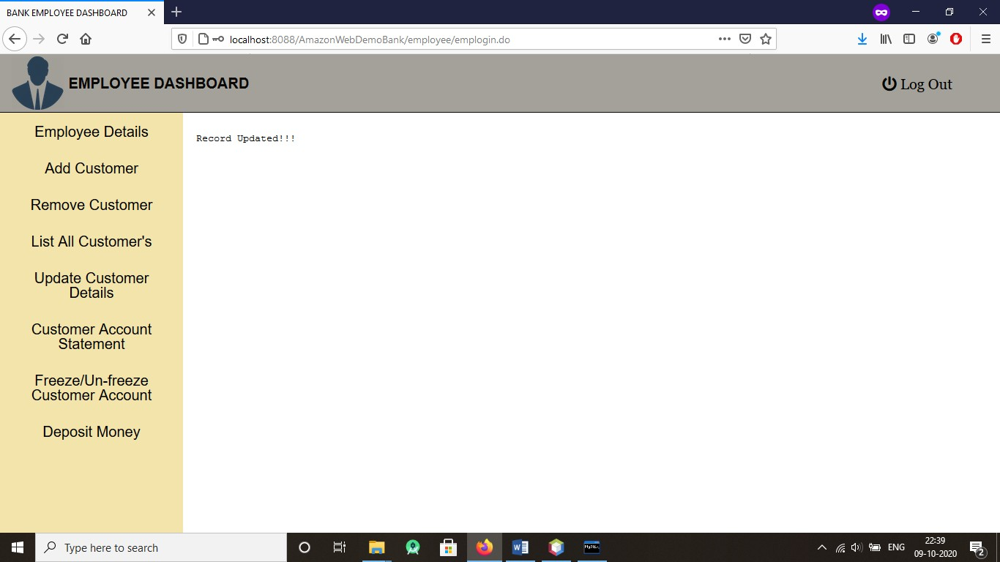 BANK EMPLOYEE DASHBOARD
localhost:8088/AmazonWebDemoBank/employee/emplogin.do
EMPLOYEE DASHBOARD
Log Out
Employee Details
Add Customer
Remove Customer
List All Customer's
Update Customer
Details
Customer Account
Statement
Freeze/Un-freeze
Customer Account
Deposit Money
Record Updated!!!
Type here to search
MySQL
ENG
22:39
09-10-2020
2